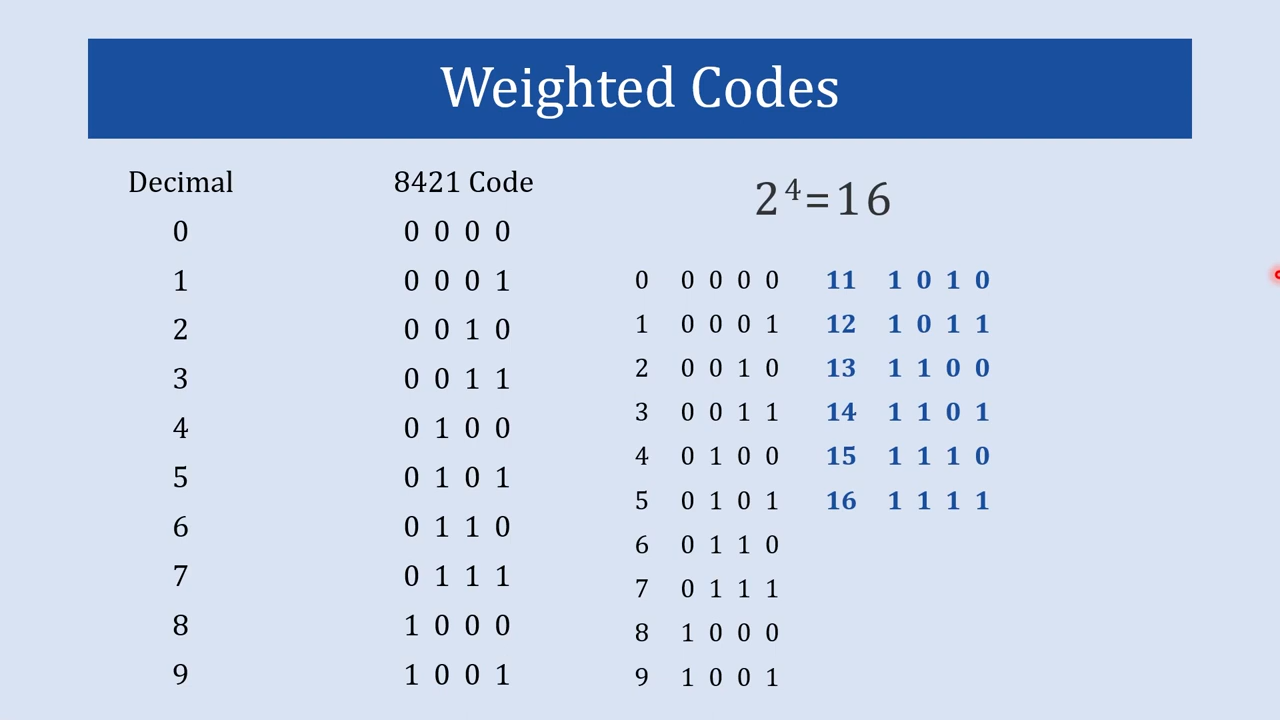 Weighted Codes
Decimal 8421 Code
0 0 0 0 0
1 0 0 0 1
2 0 0 1 0
3 0 0 1 1
4 0 1 0 0
5 0 1 0 1
6 0 1 1 0
7 0 1 1 1
8 1 0 0 0
9 1 0 0 1
2⁴=16
0 0 0 0 0 11 1 0 1 0
1 0 0 0 1 12 1 0 1 1
2 0 0 1 0 13 1 1 0 0
3 0 0 1 1 14 1 1 0 1
4 0 1 0 0 15 1 1 1 0
5 0 1 0 1 16 1 1 1 1
6 0 1 1 0
7 0 1 1 1
8 1 0 0 0
9 1 0 0 1